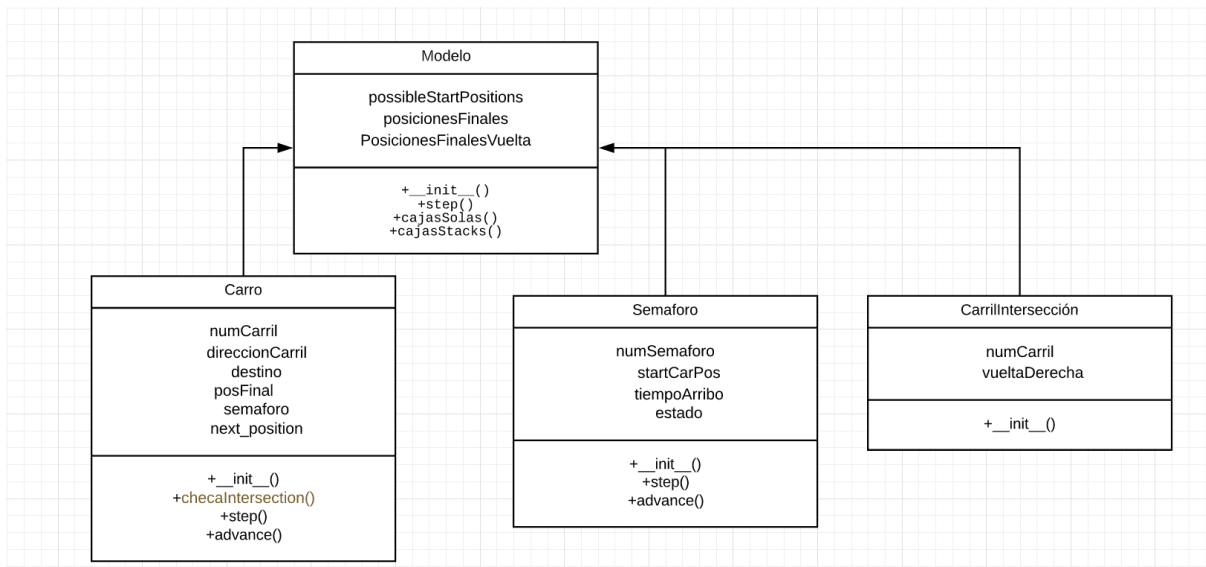 Modelo
possibleStartPositions
posicionesFinales
PosicionesFinalesVuelta
+__init__()
+step()
+cajasSolas()
+cajasStacks()
Carro
numCarril
direccionCarril
destino
posFinal
semaforo
next_position
+__init__()
+checaIntersection()
+step()
+advance()
Semaforo
numSemaforo
startCarPos
tiempoArribo
estado
+__init__()
+step()
+advance()
CarrilIntersección
numCarril
vueltaDerecha
+__init__()